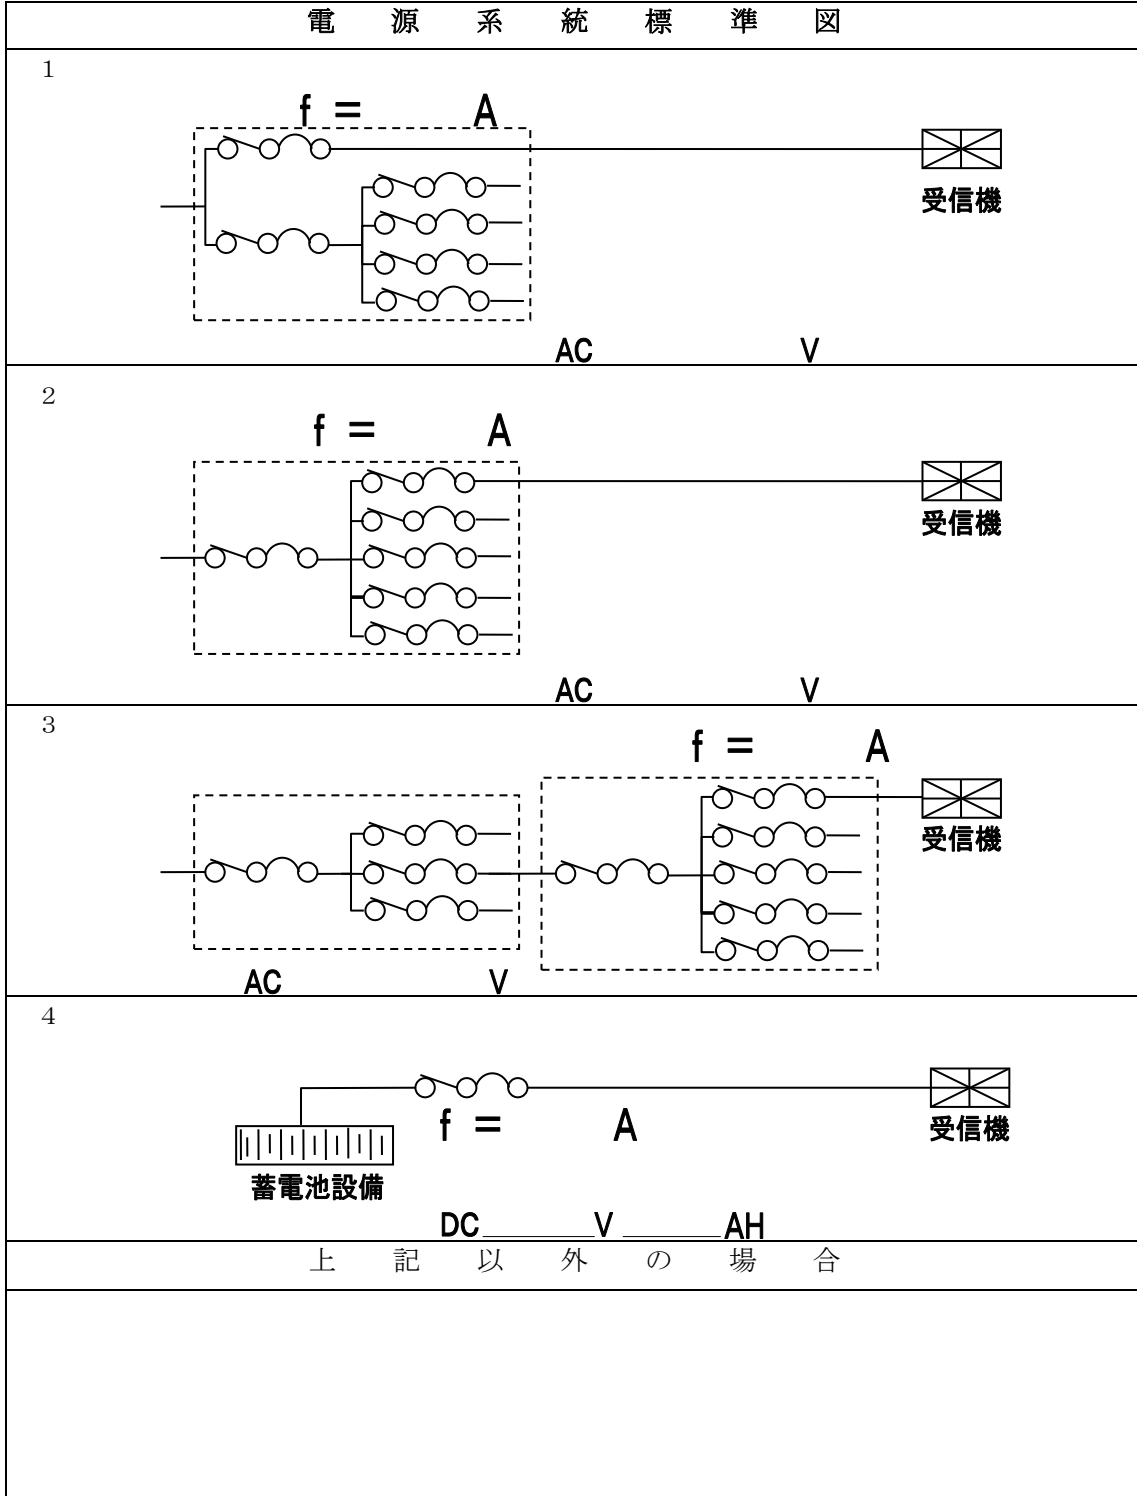 電源系統標準図
1
f = A
受信機
AC V
2
f = A
受信機
AC V
3
f = A
受信機
AC V
4
f = A
受信機
蓄電池設備
DC______V ______AH
上記以外の場合